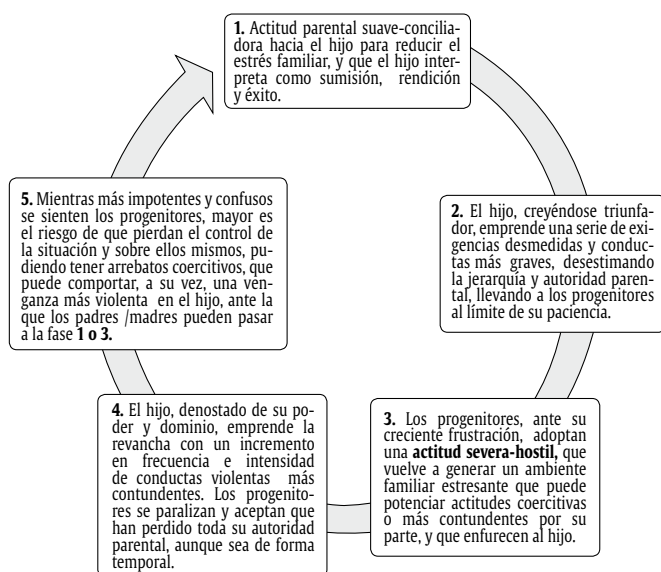 1. Actitud parental suave-concilia-
dora hacia el hijo para reducir el
estrés familiar, y que el hijo inter-
preta como sumisión, rendición
y éxito.
2. El hijo, creyéndose triunfa-
dor, emprende una serie de exi-
gencias desmedidas y conduc-
tas más graves, desestimando
la jerarquía y autoridad paren-
tal, llevando a los progenitores
al límite de su paciencia.
3. Los progenitores, ante su
creciente frustración, adoptan
una actitud severa-hostil, que
vuelve a generar un ambiente
familiar estresante que puede
potenciar actitudes coercitivas
o más contundentes por su
parte, y que enfurecen al hijo.
4. El hijo, denostado de su po-
der y dominio, emprende la
revancha con un incremento
en frecuencia e intensidad
de conductas violentas más
contundentes. Los progenito-
res se paralizan y aceptan que
han perdido toda su autoridad
parental, aunque sea de forma
temporal.
5. Mientras más impotentes y confusos
se sienten los progenitores, mayor es
el riesgo de que pierdan el control de
la situación y sobre ellos mismos, pu-
diendo tener arrebatos coercitivos, que
puede comportar, a su vez, una ven-
ganza más violenta en el hijo, ante la
que los padres /madres pueden pasar
a la fase 1 o 3.